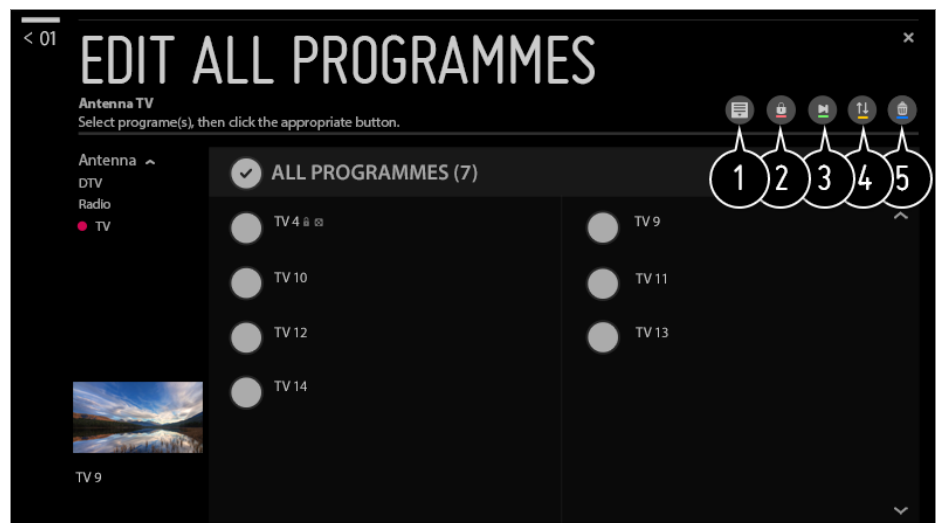 < 01
EDIT ALL PROGRAMMES
×
Antenna TV
Select programe(s), then click the appropriate button.
1 2 3 4 5
Antenna
DTV
Radio
TV
ALL PROGRAMMES (7)
TV 4
TV 9
TV 10
TV 11
TV 12
TV 13
TV 14
TV 9